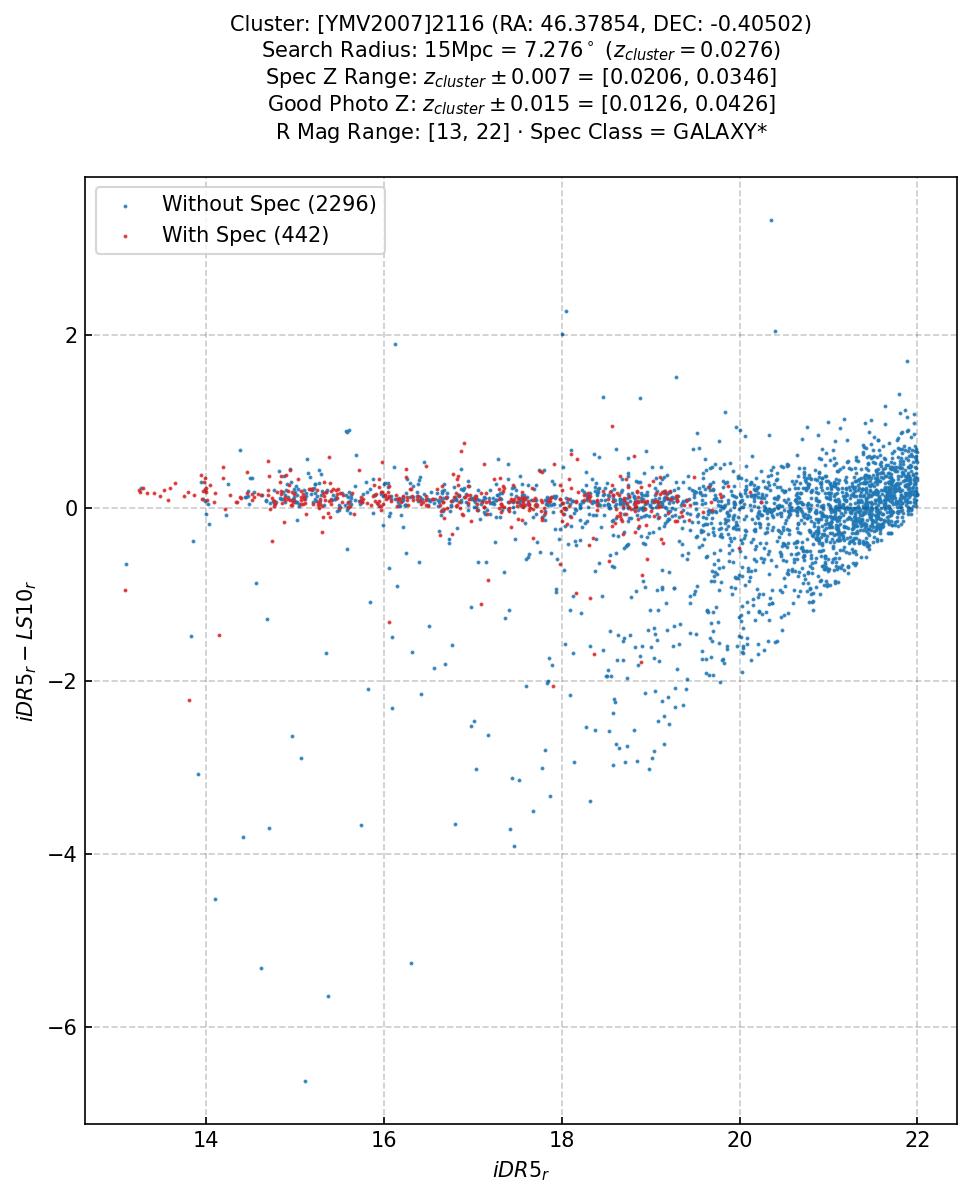 Cluster: [YMV2007]2116 (RA: 46.37854, DEC: -0.40502)
Search Radius: 15Mpc = 7.276° (z_cluster = 0.0276)
Spec Z Range: z_cluster ± 0.007 = [0.0206, 0.0346]
Good Photo Z: z_cluster ± 0.015 = [0.0126, 0.0426]
R Mag Range: [13, 22] · Spec Class = GALAXY*
Without Spec (2296)
With Spec (442)
2
0
−2
−4
−6
iDR5_r − LS10_r
14 16 18 20 22
iDR5_r